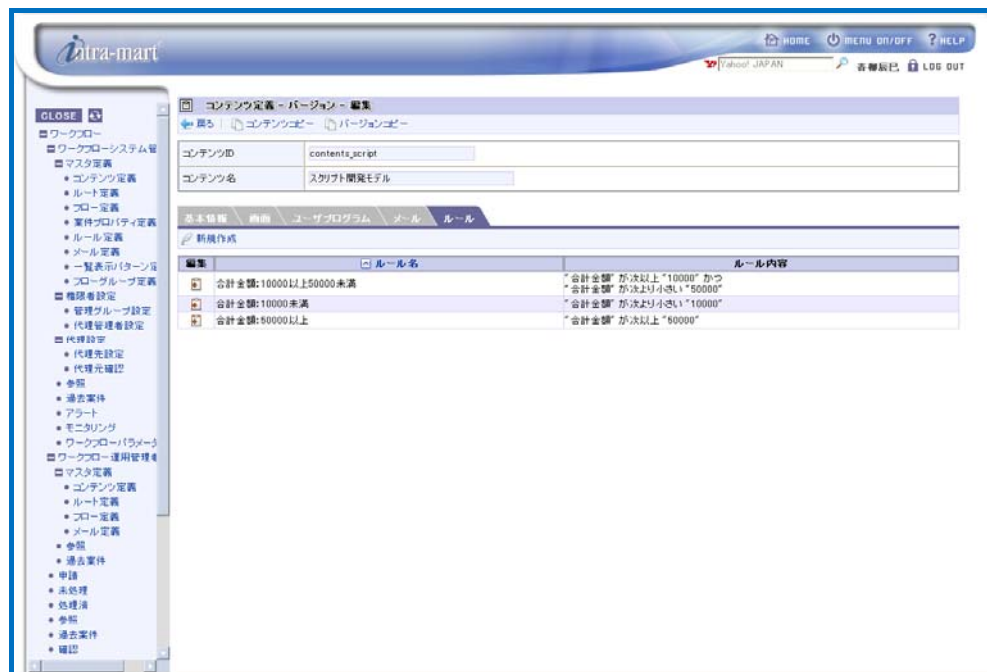 intra-mart
HOME MENU ON/OFF ? HELP
Yahoo! JAPAN 青柳辰巳 LOG OUT
CLOSE
ワークフロー
ワークフローシステム管
マスタ定義
コンテンツ定義
ルート定義
フロー定義
案件プロパティ定義
ルール定義
メール定義
一覧表示パターン定
フローグループ定義
権限者設定
管理グループ設定
代理管理者設定
代理設定
代理先設定
代理元確認
参照
過去案件
アラート
モニタリング
ワークフローパラメータ
ワークフロー運用管理者
マスタ定義
コンテンツ定義
ルート定義
フロー定義
メール定義
参照
過去案件
申請
未処理
処理済
参照
過去案件
確認
コンテンツ定義 - バージョン - 編集
戻る コンテンツコピー バージョンコピー
コンテンツID contents_script
コンテンツ名 スクリプト開発モデル
基本情報 画面 ユーザプログラム メール ルール
新規作成
編集 ルール名 ルール内容
合計金額:10000以上50000未満 "合計金額" が次以上 "10000" かつ
"合計金額" が次より小さい "50000"
合計金額:10000未満 "合計金額" が次より小さい "10000"
合計金額:50000以上 "合計金額" が次以上 "50000"